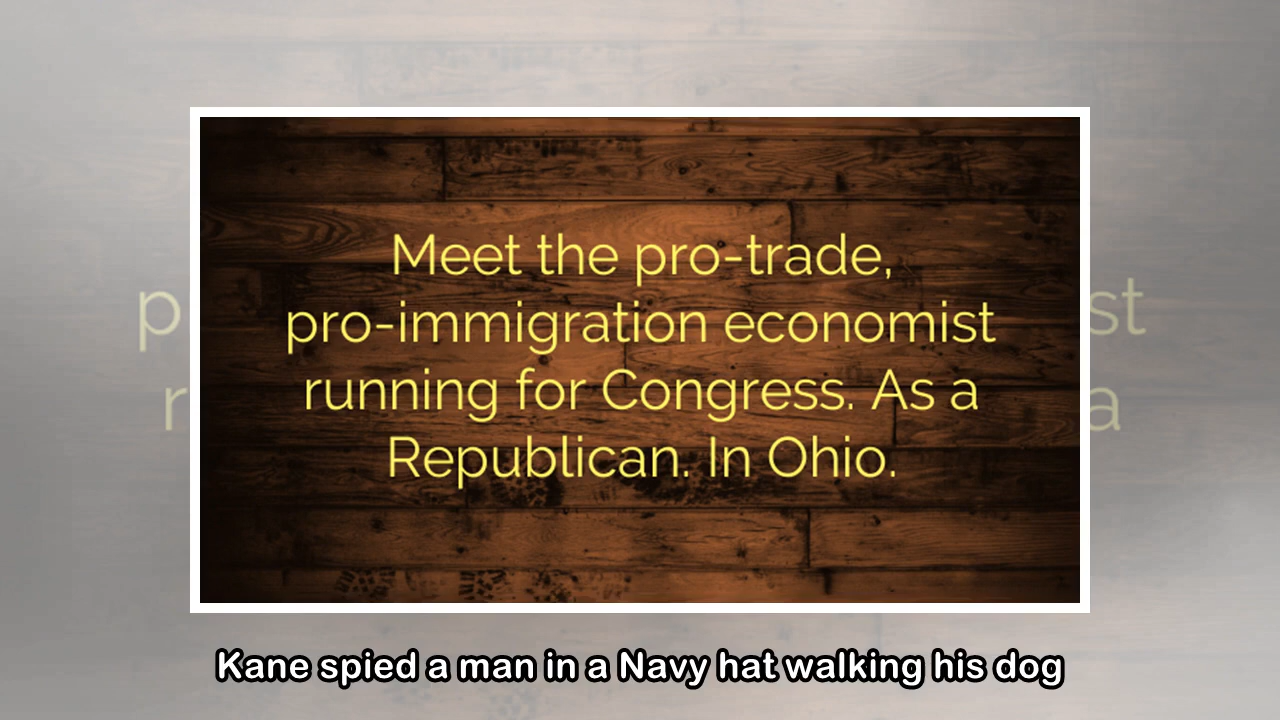 Meet the pro-trade,
pro-immigration economist
running for Congress. As a
Republican. In Ohio.
Kane spied a man in a Navy hat walking his dog